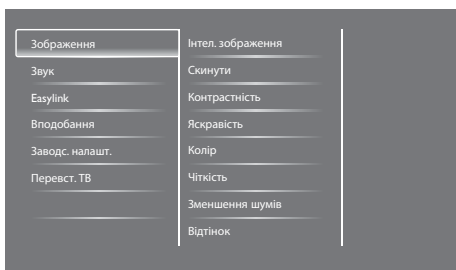 Зображення
Звук
Easylink
Вподобання
Заводс. налашт.
Перевст. ТВ
Інтел. зображення
Скинути
Контрастність
Яскравість
Колір
Чіткість
Зменшення шумів
Відтінок